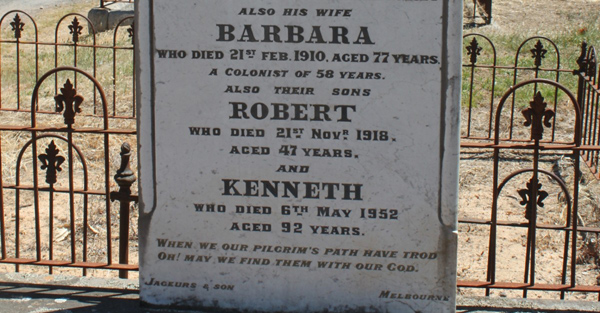 ALSO HIS WIFE
BARBARA
WHO DIED 21ST FEB. 1910, AGED 77 YEARS.
A COLONIST OF 58 YEARS.
ALSO THEIR SONS
ROBERT
WHO DIED 21ST NOVR 1918.
AGED 47 YEARS.
AND
KENNETH
WHO DIED 6TH MAY 1952
AGED 92 YEARS.
WHEN WE OUR PILGRIM'S PATH HAVE TROD
OH! MAY WE FIND THEM WITH OUR GOD.
JAGEURS & SON MELBOURNE